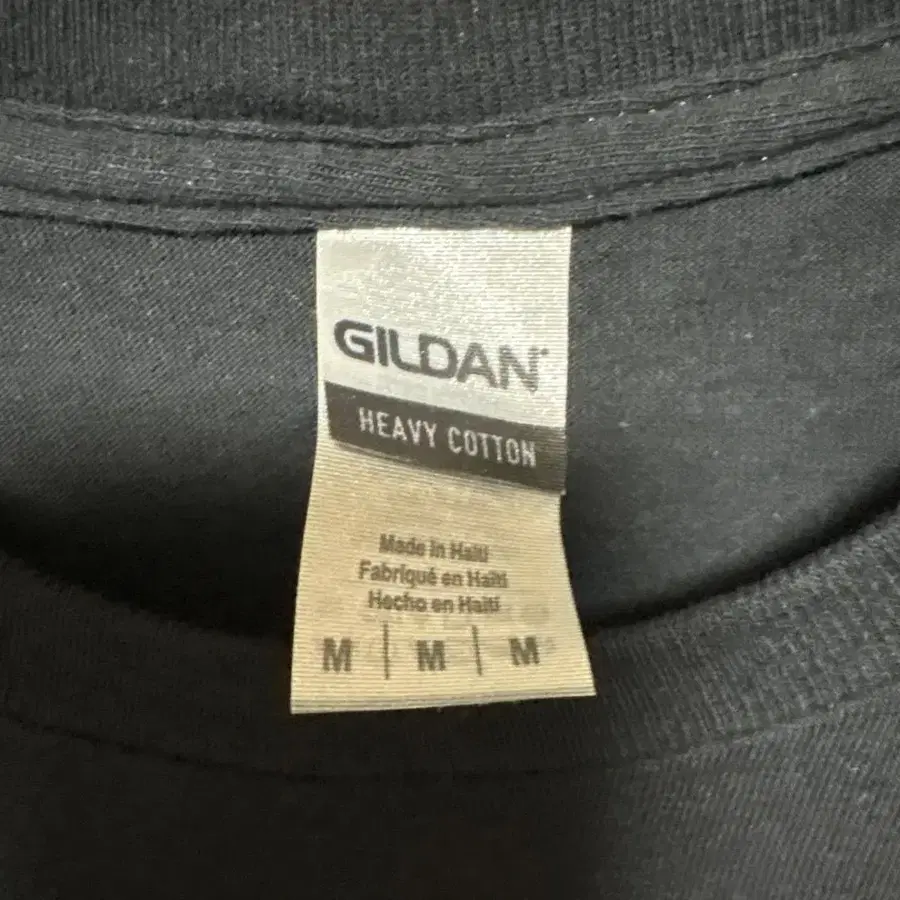 GILDAN
HEAVY COTTON
Made in Haiti
Fabriqué en Haïti
Hecho en Haití
M | M | M